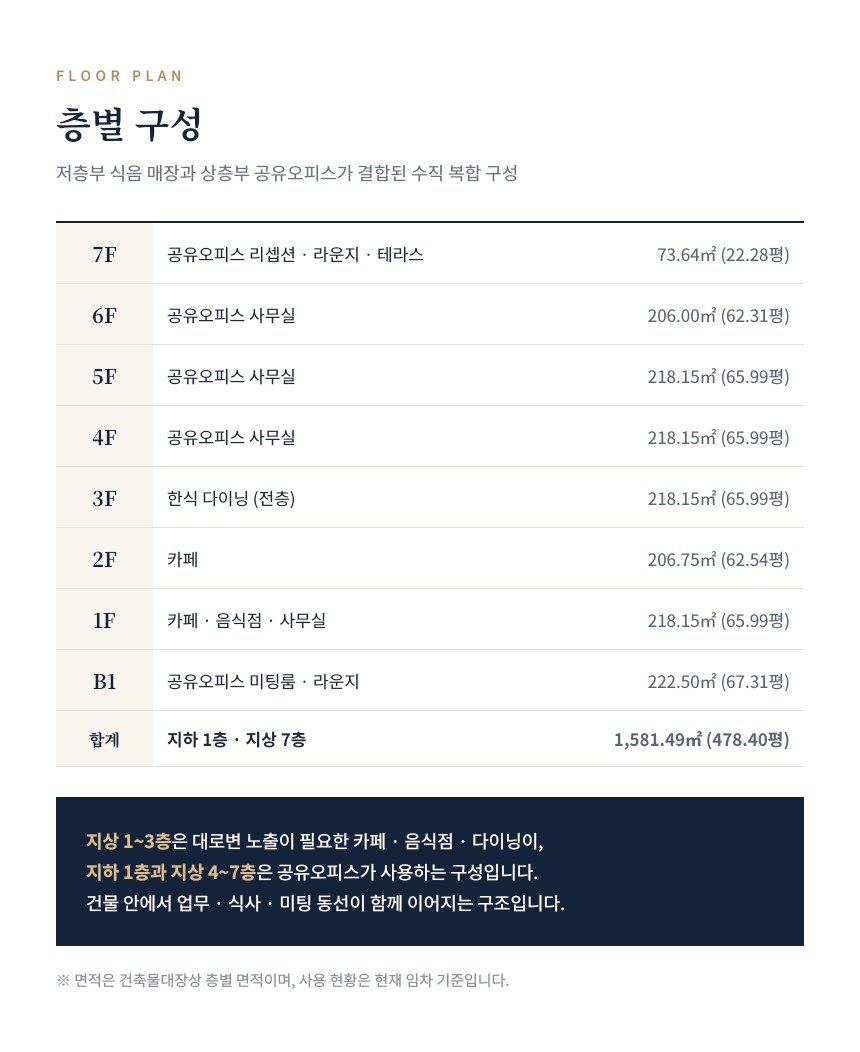 FLOOR PLAN
층별 구성
저층부 식음 매장과 상층부 공유오피스가 결합된 수직 복합 구성
7F 공유오피스 리셉션 · 라운지 · 테라스 73.64㎡ (22.28평)
6F 공유오피스 사무실 206.00㎡ (62.31평)
5F 공유오피스 사무실 218.15㎡ (65.99평)
4F 공유오피스 사무실 218.15㎡ (65.99평)
3F 한식 다이닝 (전층) 218.15㎡ (65.99평)
2F 카페 206.75㎡ (62.54평)
1F 카페 · 음식점 · 사무실 218.15㎡ (65.99평)
B1 공유오피스 미팅룸 · 라운지 222.50㎡ (67.31평)
합계 지하 1층 · 지상 7층 1,581.49㎡ (478.40평)
지상 1~3층은 대로변 노출이 필요한 카페 · 음식점 · 다이닝이,
지하 1층과 지상 4~7층은 공유오피스가 사용하는 구성입니다.
건물 안에서 업무 · 식사 · 미팅 동선이 함께 이어지는 구조입니다.
※ 면적은 건축물대장상 층별 면적이며, 사용 현황은 현재 임차 기준입니다.